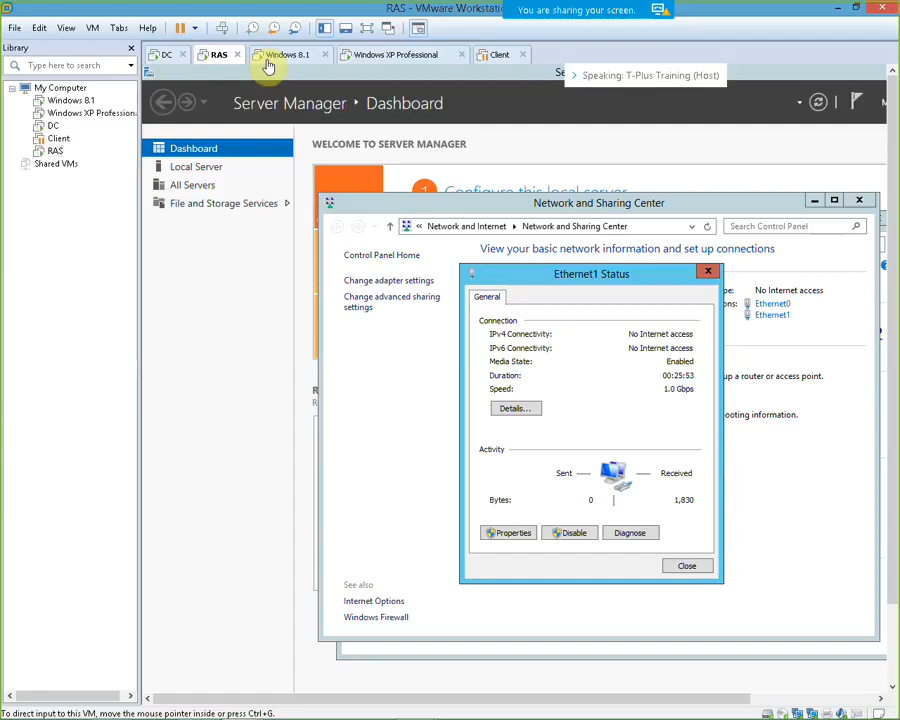 RAS - VMware Workstatio
You are sharing your screen.
File Edit View VM Tabs Help
Library
DC RAS Windows 8.1 Windows XP Professional Client
Type here to search
Se
Speaking: T-Plus Training (Host)
My Computer
Windows 8.1
Windows XP Profession
DC
Client
RAS
Shared VMs
Server Manager Dashboard
M
Dashboard
Local Server
All Servers
File and Storage Services
WELCOME TO SERVER MANAGER
1 Configure this local server
Network and Sharing Center
« Network and Internet Network and Sharing Center
Search Control Panel
Control Panel Home
Change adapter settings
Change advanced sharing
settings
View your basic network information and set up connections
pe: No Internet access
ons: Ethernet0
Ethernet1
up a router or access point.
ooting information.
Ethernet1 Status
General
Connection
IPv4 Connectivity: No Internet access
IPv6 Connectivity: No Internet access
Media State: Enabled
Duration: 00:25:53
Speed: 1.0 Gbps
Details...
Activity
Sent Received
Bytes: 0 1,830
Properties Disable Diagnose
Close
See also
Internet Options
Windows Firewall
To direct input to this VM, move the mouse pointer inside or press Ctrl+G.